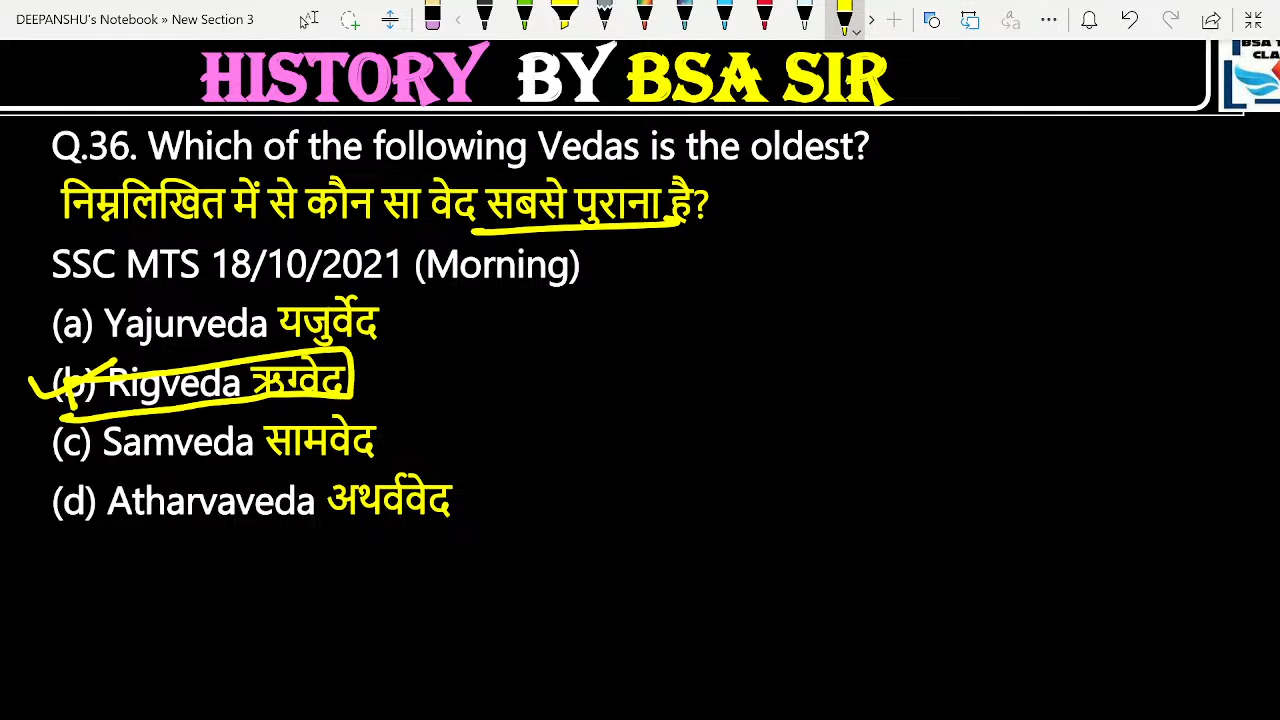 DEEPANSHU's Notebook » New Section 3
HISTORY BY BSA SIR
Q.36. Which of the following Vedas is the oldest?
निम्नलिखित में से कौन सा वेद सबसे पुराना है?
SSC MTS 18/10/2021 (Morning)
(a) Yajurveda यजुर्वेद
(b) Rigveda ऋग्वेद
(c) Samveda सामवेद
(d) Atharvaveda अथर्ववेद